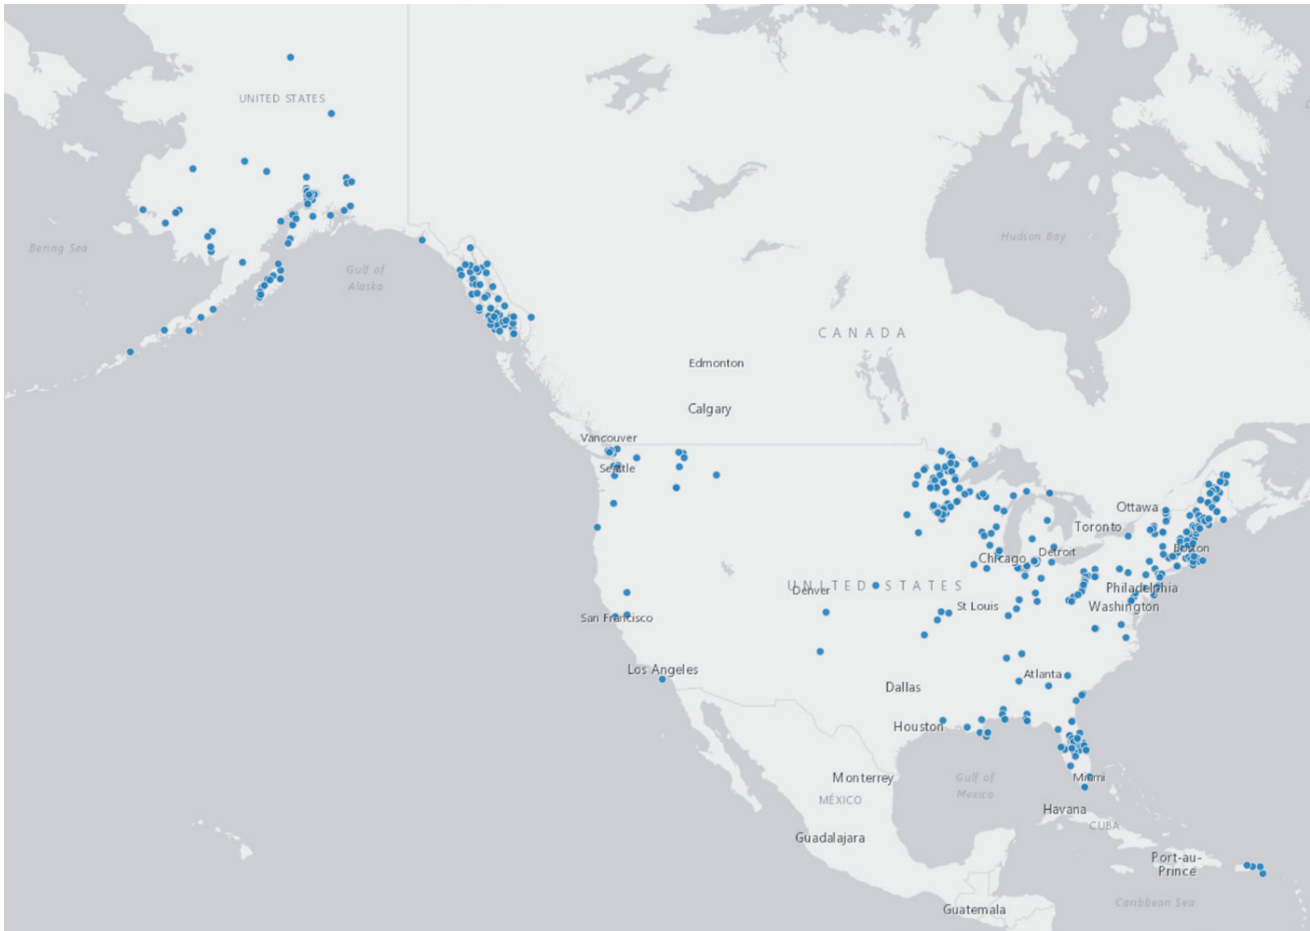 UNITED STATES
Bering Sea
Hudson Bay
Gulf of
Alaska
CANADA
Edmonton
Calgary
Vancouver
Seattle
Ottawa
Toronto
Boston
Chicago
Detroit
UNITED STATES
Denver
Philadelphia
Washington
St Louis
San Francisco
Los Angeles
Atlanta
Dallas
Houston
Monterrey
Gulf of
Mexico
Miami
MÉXICO
Havana
CUBA
Guadalajara
Port-au-
Prince
Caribbean Sea
Guatemala